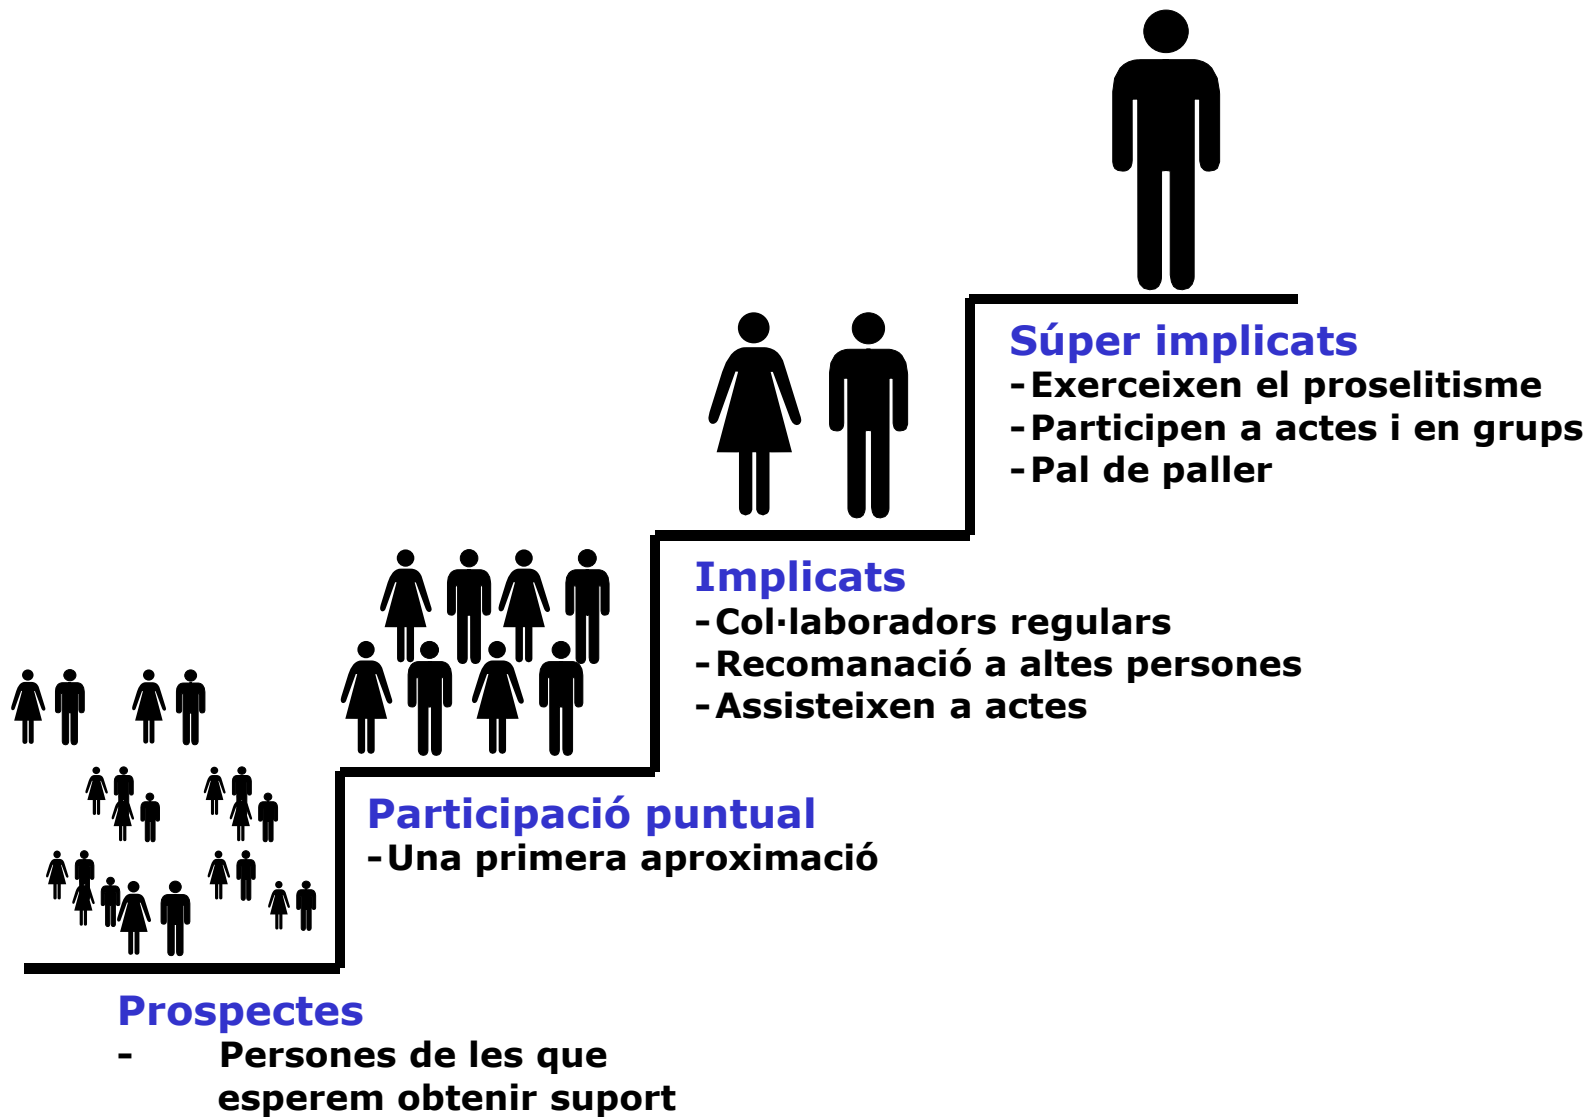 Súper implicats
-Exerceixen el proselitisme
-Participen a actes i en grups
-Pal de paller
Implicats
-Col·laboradors regulars
-Recomanació a altes persones
-Assisteixen a actes
Participació puntual
-Una primera aproximació
Prospectes
- Persones de les que
esperem obtenir suport